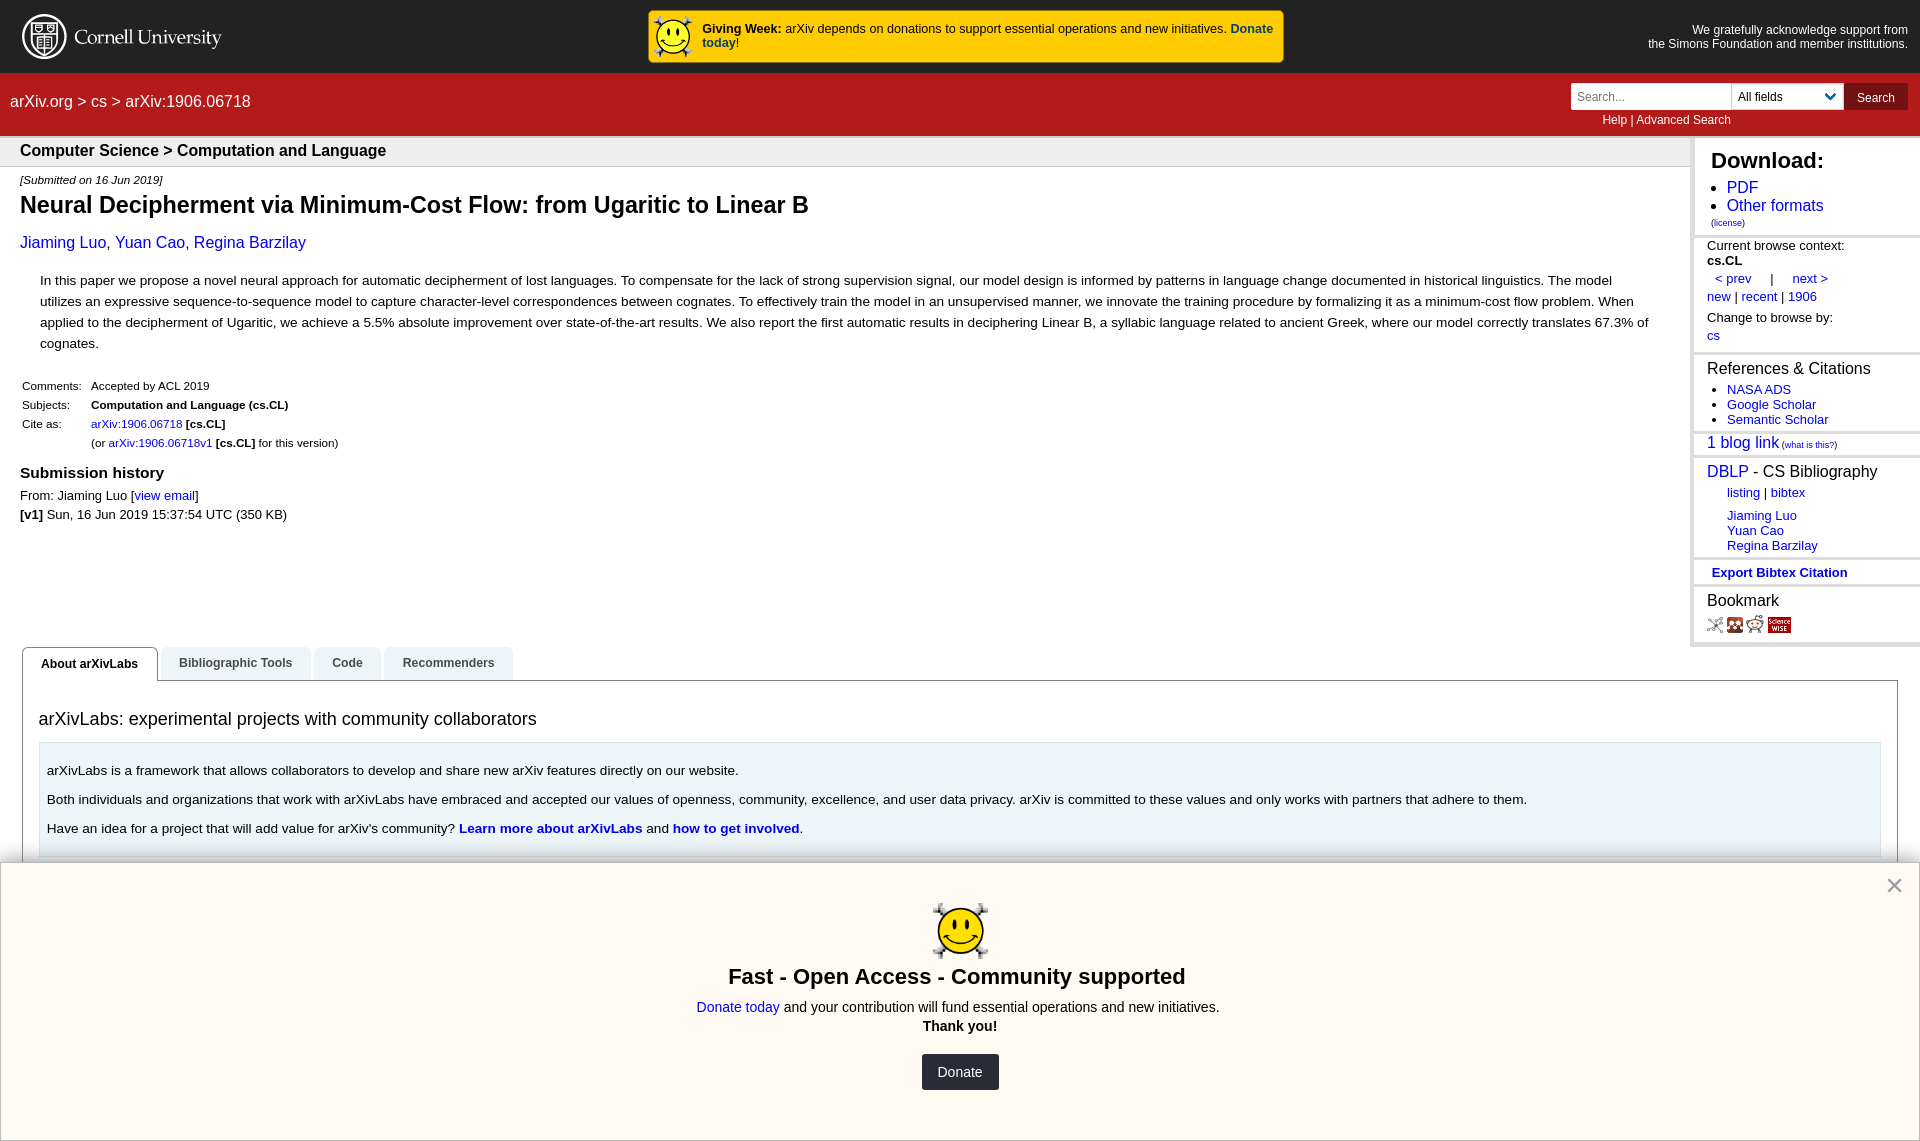 Cornell University
Giving Week: arXiv depends on donations to support essential operations and new initiatives. Donate
today!
We gratefully acknowledge support from
the Simons Foundation and member institutions.
arXiv.org > cs > arXiv:1906.06718
Search...
All fields
Search
Help | Advanced Search
Computer Science > Computation and Language
[Submitted on 16 Jun 2019]
Neural Decipherment via Minimum-Cost Flow: from Ugaritic to Linear B
Jiaming Luo, Yuan Cao, Regina Barzilay
In this paper we propose a novel neural approach for automatic decipherment of lost languages. To compensate for the lack of strong supervision signal, our model design is informed by patterns in language change documented in historical linguistics. The model
utilizes an expressive sequence-to-sequence model to capture character-level correspondences between cognates. To effectively train the model in an unsupervised manner, we innovate the training procedure by formalizing it as a minimum-cost flow problem. When
applied to the decipherment of Ugaritic, we achieve a 5.5% absolute improvement over state-of-the-art results. We also report the first automatic results in deciphering Linear B, a syllabic language related to ancient Greek, where our model correctly translates 67.3% of
cognates.
Comments: Accepted by ACL 2019
Subjects: Computation and Language (cs.CL)
Cite as: arXiv:1906.06718 [cs.CL]
(or arXiv:1906.06718v1 [cs.CL] for this version)
Submission history
From: Jiaming Luo [view email]
[v1] Sun, 16 Jun 2019 15:37:54 UTC (350 KB)
Download:
PDF
Other formats
(license)
Current browse context:
cs.CL
< prev | next >
new | recent | 1906
Change to browse by:
cs
References & Citations
NASA ADS
Google Scholar
Semantic Scholar
1 blog link (what is this?)
DBLP - CS Bibliography
listing | bibtex
Jiaming Luo
Yuan Cao
Regina Barzilay
Export Bibtex Citation
Bookmark
Science
WISE
About arXivLabs
Bibliographic Tools
Code
Recommenders
arXivLabs: experimental projects with community collaborators
arXivLabs is a framework that allows collaborators to develop and share new arXiv features directly on our website.
Both individuals and organizations that work with arXivLabs have embraced and accepted our values of openness, community, excellence, and user data privacy. arXiv is committed to these values and only works with partners that adhere to them.
Have an idea for a project that will add value for arXiv's community? Learn more about arXivLabs and how to get involved.
Fast - Open Access - Community supported
Donate today and your contribution will fund essential operations and new initiatives.
Thank you!
Donate